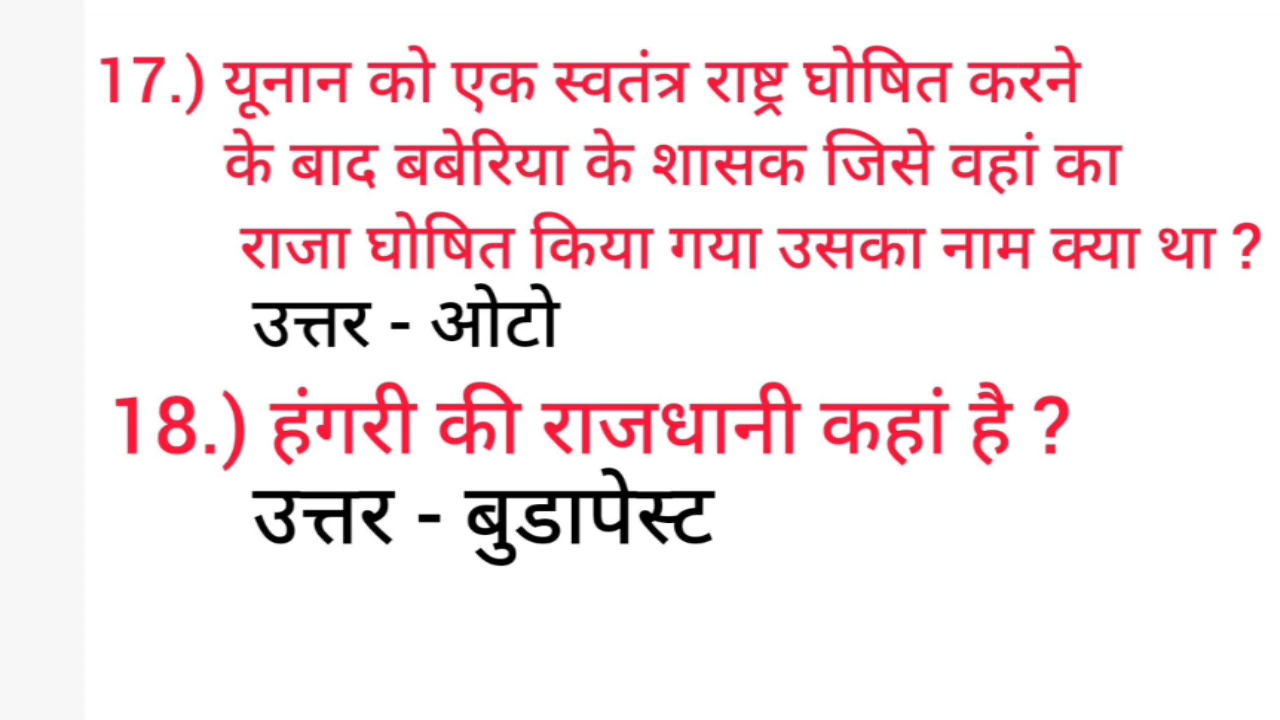 17.) यूनान को एक स्वतंत्र राष्ट्र घोषित करने
के बाद बबेरिया के शासक जिसे वहां का
राजा घोषित किया गया उसका नाम क्या था ?
उत्तर - ओटो
18.) हंगरी की राजधानी कहां है ?
उत्तर - बुडापेस्ट